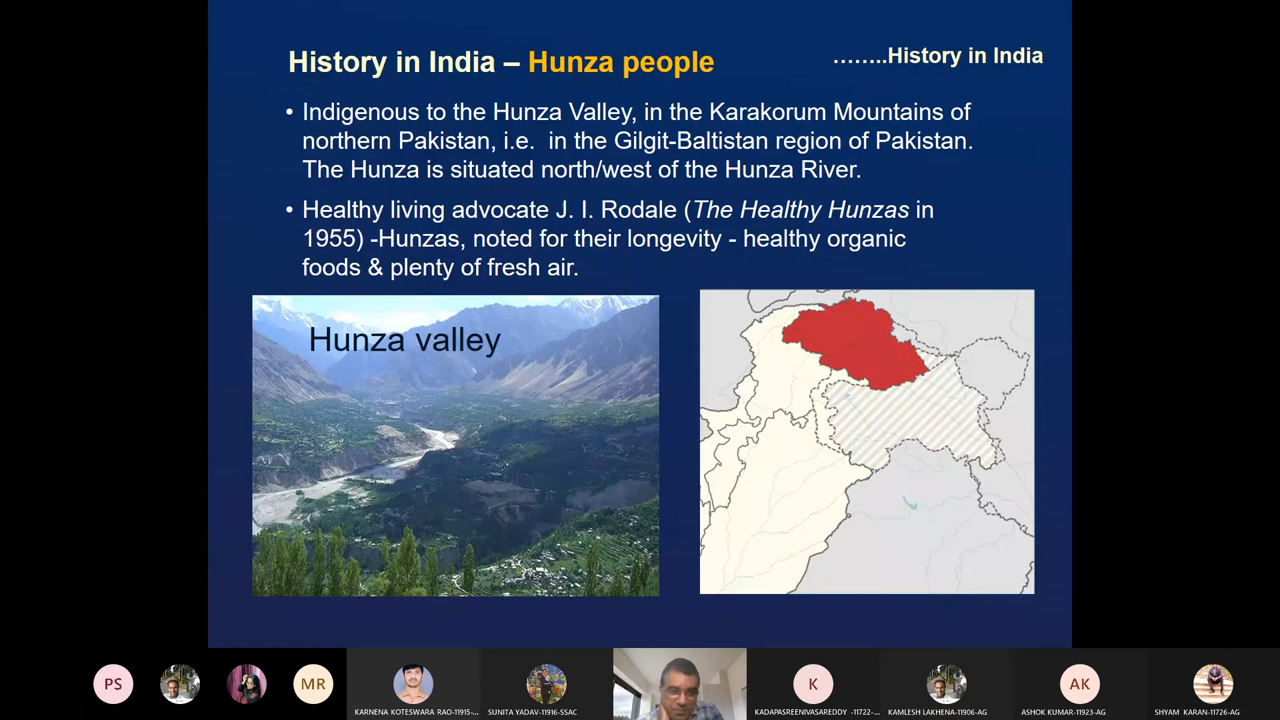 History in India – Hunza people
........History in India
• Indigenous to the Hunza Valley, in the Karakorum Mountains of
northern Pakistan, i.e. in the Gilgit-Baltistan region of Pakistan.
The Hunza is situated north/west of the Hunza River.
• Healthy living advocate J. I. Rodale (The Healthy Hunzas in
1955) -Hunzas, noted for their longevity - healthy organic
foods & plenty of fresh air.
Hunza valley
PS
MR
K
AK
KARNENA KOTESWARA RAO-11915-...
SUNITA YADAV-11916-SSAC
KADAPASREENIVASAREDDY -11722-...
KAMLESH LAKHENA-11906-AG
ASHOK KUMAR-11923-AG
SHYAM KARAN-11726-AG